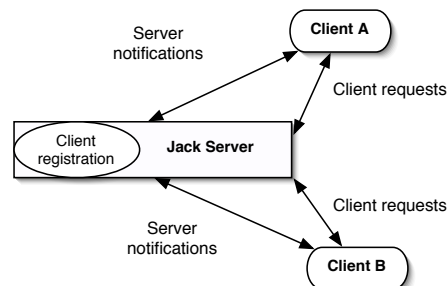 Server
notifications
Client A
Client requests
Client
registration
Jack Server
Client requests
Server
notifications
Client B